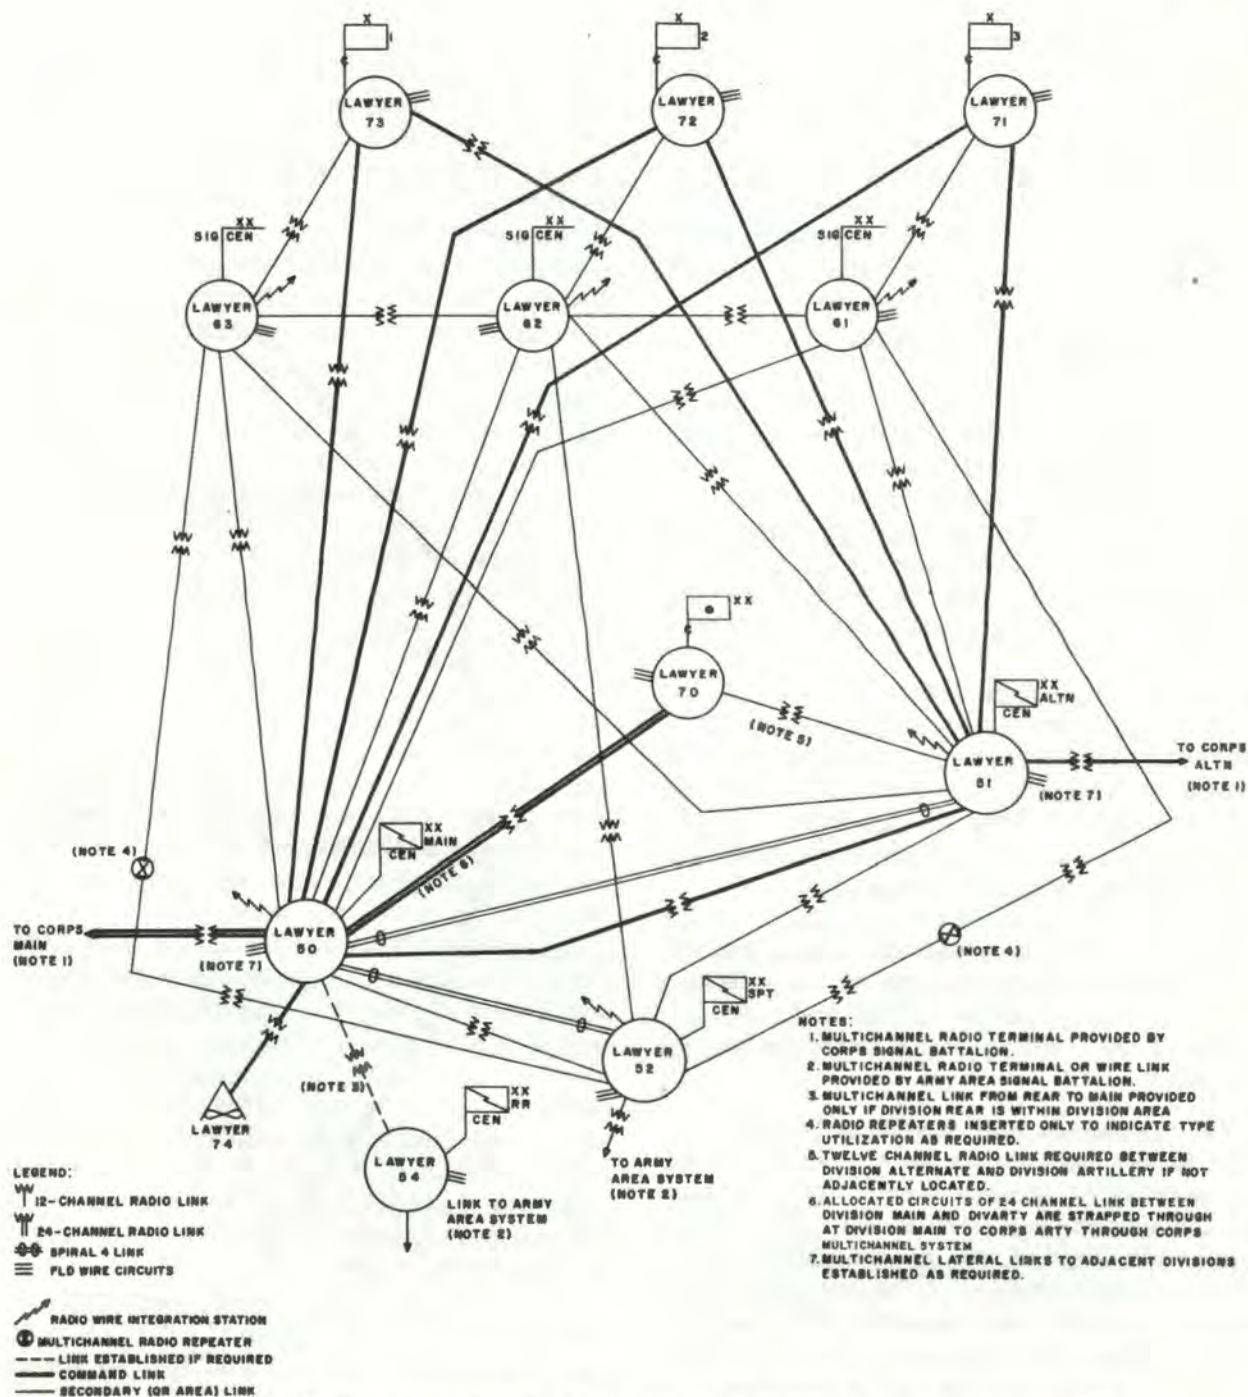 X
1
C
LAWYER
73
X
2
C
LAWYER
72
X
3
C
LAWYER
71
XX
SIG CEN
LAWYER
63
XX
SIG CEN
LAWYER
62
XX
SIG CEN
LAWYER
61
XX
C
LAWYER
70
(NOTE 5)
XX
ALTN
CEN
LAWYER
51
(NOTE 7)
TO CORPS
ALTN
(NOTE 1)
(NOTE 4)
XX
MAIN
CEN
(NOTE 6)
LAWYER
50
TO CORPS
MAIN
(NOTE 1)
(NOTE 7)
(NOTE 4)
XX
SPT
CEN
LAWYER
52
(NOTE 3)
LAWYER
74
XX
RR
CEN
LAWYER
54
TO ARMY
AREA SYSTEM
(NOTE 2)
LINK TO ARMY
AREA SYSTEM
(NOTE 2)
NOTES:
1. MULTICHANNEL RADIO TERMINAL PROVIDED BY
CORPS SIGNAL BATTALION.
2. MULTICHANNEL RADIO TERMINAL OR WIRE LINK
PROVIDED BY ARMY AREA SIGNAL BATTALION.
3. MULTICHANNEL LINK FROM REAR TO MAIN PROVIDED
ONLY IF DIVISION REAR IS WITHIN DIVISION AREA
4. RADIO REPEATERS INSERTED ONLY TO INDICATE TYPE
UTILIZATION AS REQUIRED.
5. TWELVE CHANNEL RADIO LINK REQUIRED BETWEEN
DIVISION ALTERNATE AND DIVISION ARTILLERY IF NOT
ADJACENTLY LOCATED.
6. ALLOCATED CIRCUITS OF 24 CHANNEL LINK BETWEEN
DIVISION MAIN AND DIVARTY ARE STRAPPED THROUGH
AT DIVISION MAIN TO CORPS ARTY THROUGH CORPS
MULTICHANNEL SYSTEM
7. MULTICHANNEL LATERAL LINKS TO ADJACENT DIVISIONS
ESTABLISHED AS REQUIRED.
LEGEND:
12-CHANNEL RADIO LINK
24-CHANNEL RADIO LINK
SPIRAL 4 LINK
FLD WIRE CIRCUITS
RADIO WIRE INTEGRATION STATION
MULTICHANNEL RADIO REPEATER
LINK ESTABLISHED IF REQUIRED
COMMAND LINK
SECONDARY (OR AREA) LINK